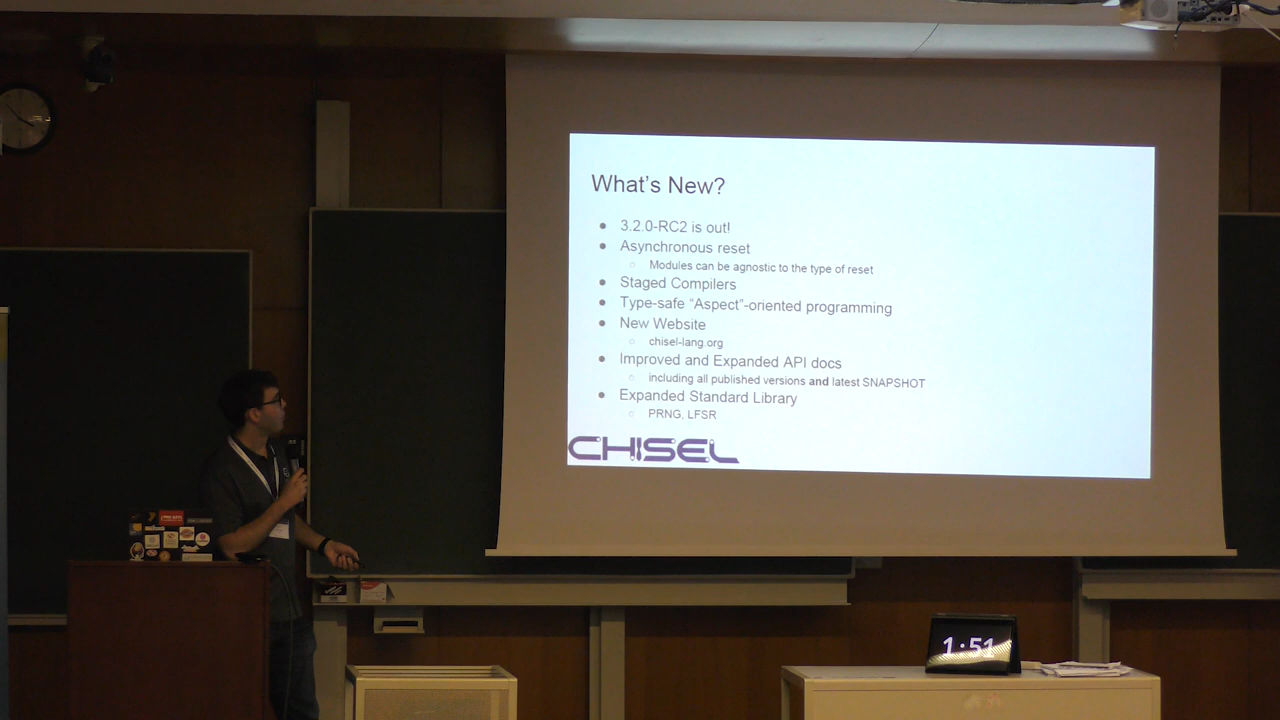 What's New?
● 3.2.0-RC2 is out!
● Asynchronous reset
○ Modules can be agnostic to the type of reset
● Staged Compilers
● Type-safe “Aspect”-oriented programming
● New Website
○ chisel-lang.org
● Improved and Expanded API docs
○ including all published versions and latest SNAPSHOT
● Expanded Standard Library
○ PRNG, LFSR
CHISEL
1:51